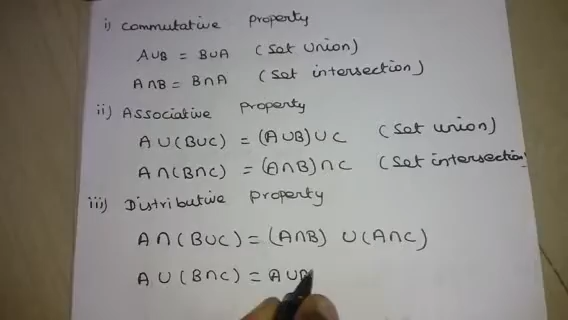 i) Commutative Property
A∪B = B∪A (Set Union)
A∩B = B∩A (Set intersection)
ii) Associative Property
A∪(B∪C) = (A∪B)∪C (Set union)
A∩(B∩C) = (A∩B)∩C (Set intersection)
iii) Distributive Property
A∩(B∪C) = (A∩B) ∪(A∩C)
A∪(B∩C) = A∪B